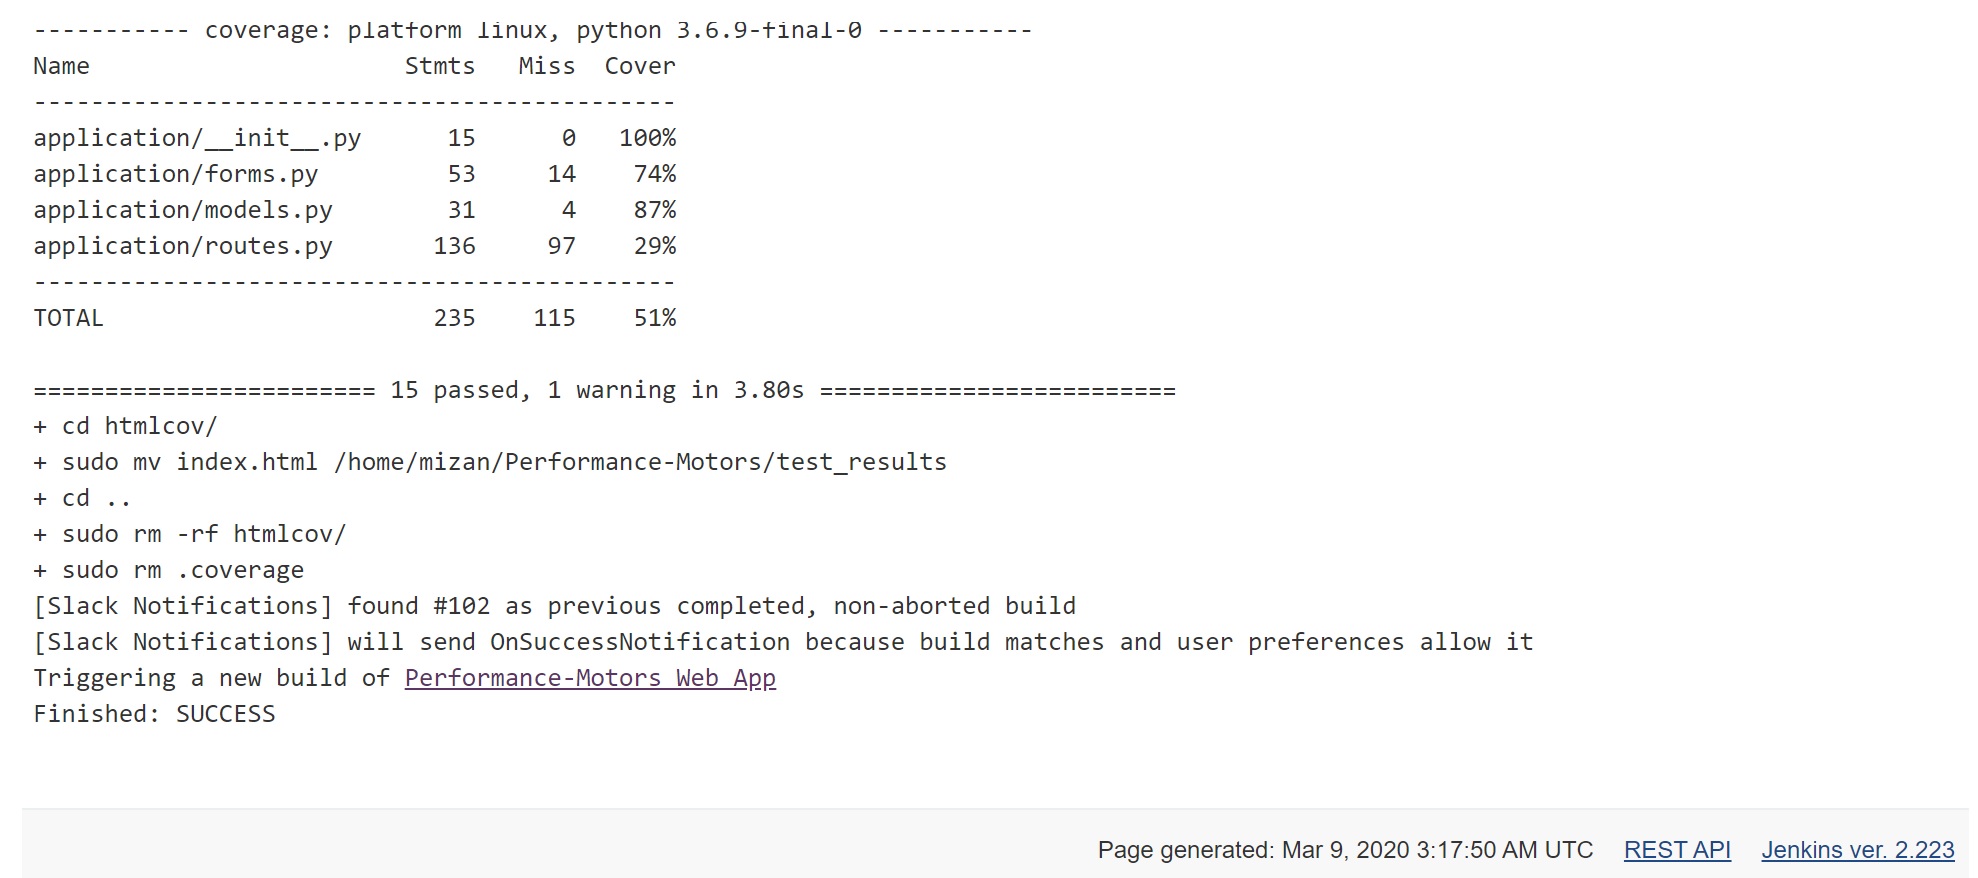 ----------- coverage: platform linux, python 3.6.9-final-0 -----------
Name                      Stmts   Miss  Cover
---------------------------------------------
application/__init__.py      15      0   100%
application/forms.py         53     14    74%
application/models.py        31      4    87%
application/routes.py       136     97    29%
---------------------------------------------
TOTAL                       235    115    51%
======================== 15 passed, 1 warning in 3.80s =========================
+ cd htmlcov/
+ sudo mv index.html /home/mizan/Performance-Motors/test_results
+ cd ..
+ sudo rm -rf htmlcov/
+ sudo rm .coverage
[Slack Notifications] found #102 as previous completed, non-aborted build
[Slack Notifications] will send OnSuccessNotification because build matches and user preferences allow it
Triggering a new build of Performance-Motors Web App
Finished: SUCCESS
Page generated: Mar 9, 2020 3:17:50 AM UTC REST API Jenkins ver. 2.223